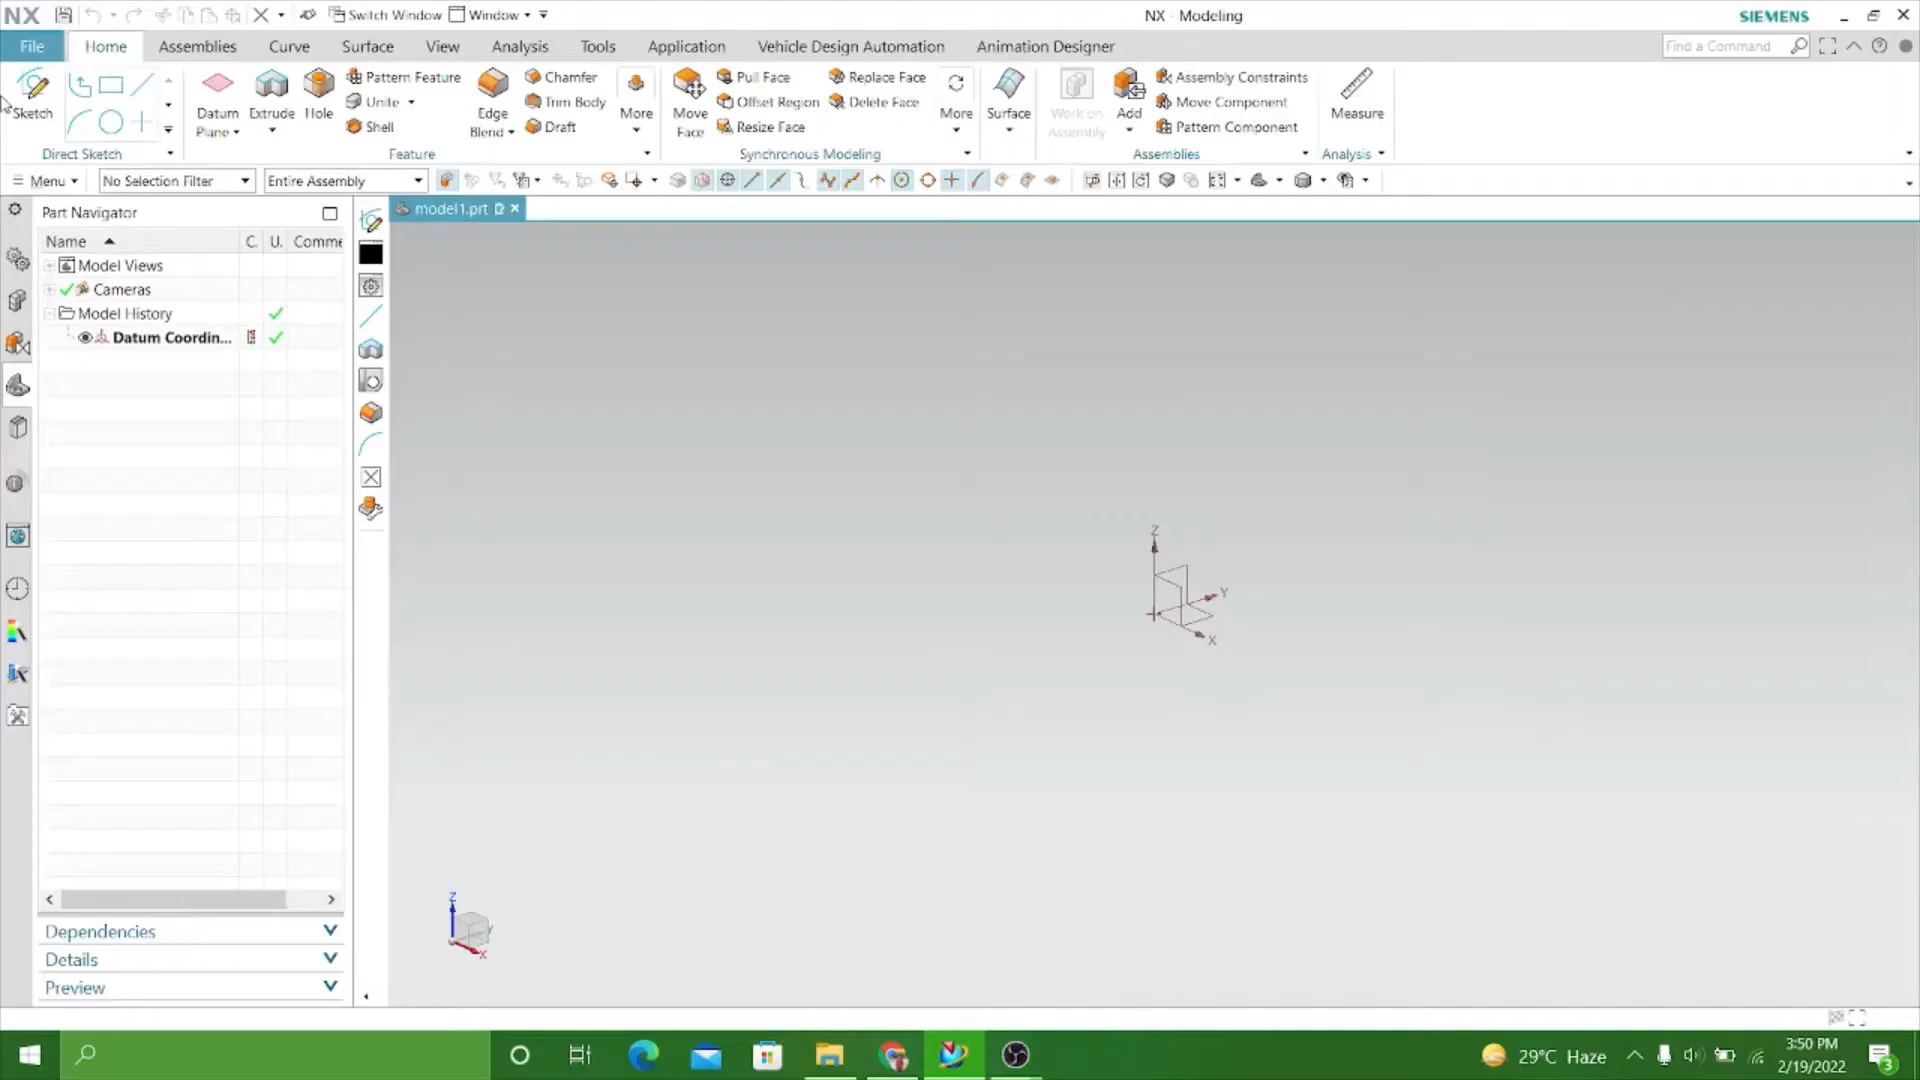 NX
Switch Window
Window
NX - Modeling
SIEMENS
File
Home
Assemblies
Curve
Surface
View
Analysis
Tools
Application
Vehicle Design Automation
Animation Designer
Find a Command
Sketch
Direct Sketch
Datum
Plane
Extrude
Hole
Pattern Feature
Unite
Shell
Edge
Blend
Chamfer
Trim Body
Draft
More
Feature
Move
Face
Pull Face
Offset Region
Resize Face
Replace Face
Delete Face
More
Synchronous Modeling
Surface
Work on
Assembly
Add
Assembly Constraints
Move Component
Pattern Component
Assemblies
Measure
Analysis
Menu
No Selection Filter
Entire Assembly
Part Navigator
model1.prt
Name
C.
U.
Comme
Model Views
Cameras
Model History
Datum Coordin...
Z
Y
X
Z
Y
X
Dependencies
Details
Preview
29°C Haze
3:50 PM
2/19/2022
3